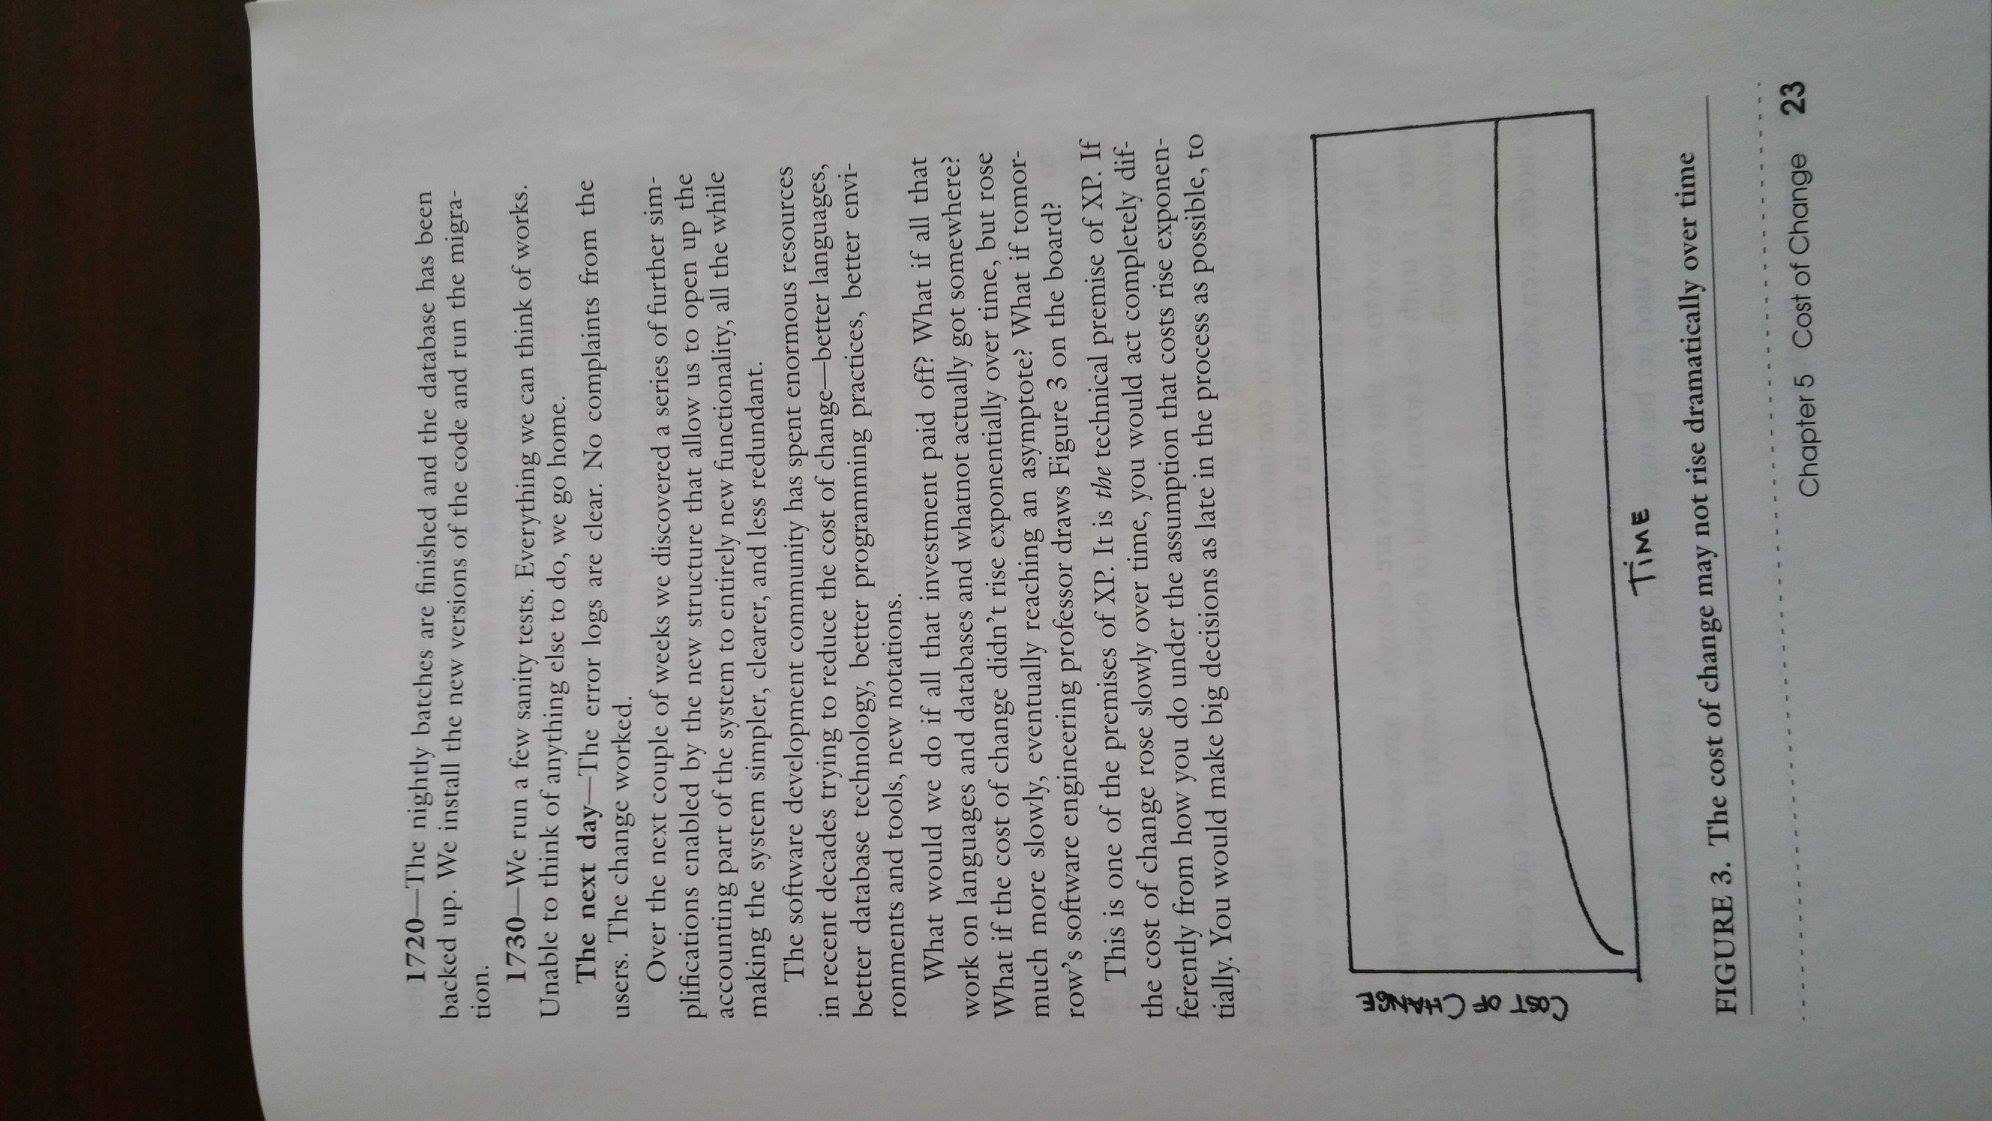 1720—The nightly batches are finished and the database has been
backed up. We install the new versions of the code and run the migra-
tion.
1730—We run a few sanity tests. Everything we can think of works.
Unable to think of anything else to do, we go home.
The next day—The error logs are clear. No complaints from the
users. The change worked.
Over the next couple of weeks we discovered a series of further sim-
plifications enabled by the new structure that allow us to open up the
accounting part of the system to entirely new functionality, all the while
making the system simpler, clearer, and less redundant.
The software development community has spent enormous resources
in recent decades trying to reduce the cost of change—better languages,
better database technology, better programming practices, better envi-
ronments and tools, new notations.
What would we do if all that investment paid off? What if all that
work on languages and databases and whatnot actually got somewhere?
What if the cost of change didn't rise exponentially over time, but rose
much more slowly, eventually reaching an asymptote? What if tomor-
row's software engineering professor draws Figure 3 on the board?
This is one of the premises of XP. It is the technical premise of XP. If
the cost of change rose slowly over time, you would act completely dif-
ferently from how you do under the assumption that costs rise exponen-
tially. You would make big decisions as late in the process as possible, to
COST OF CHANGE
TIME
FIGURE 3. The cost of change may not rise dramatically over time
Chapter 5 Cost of Change 23